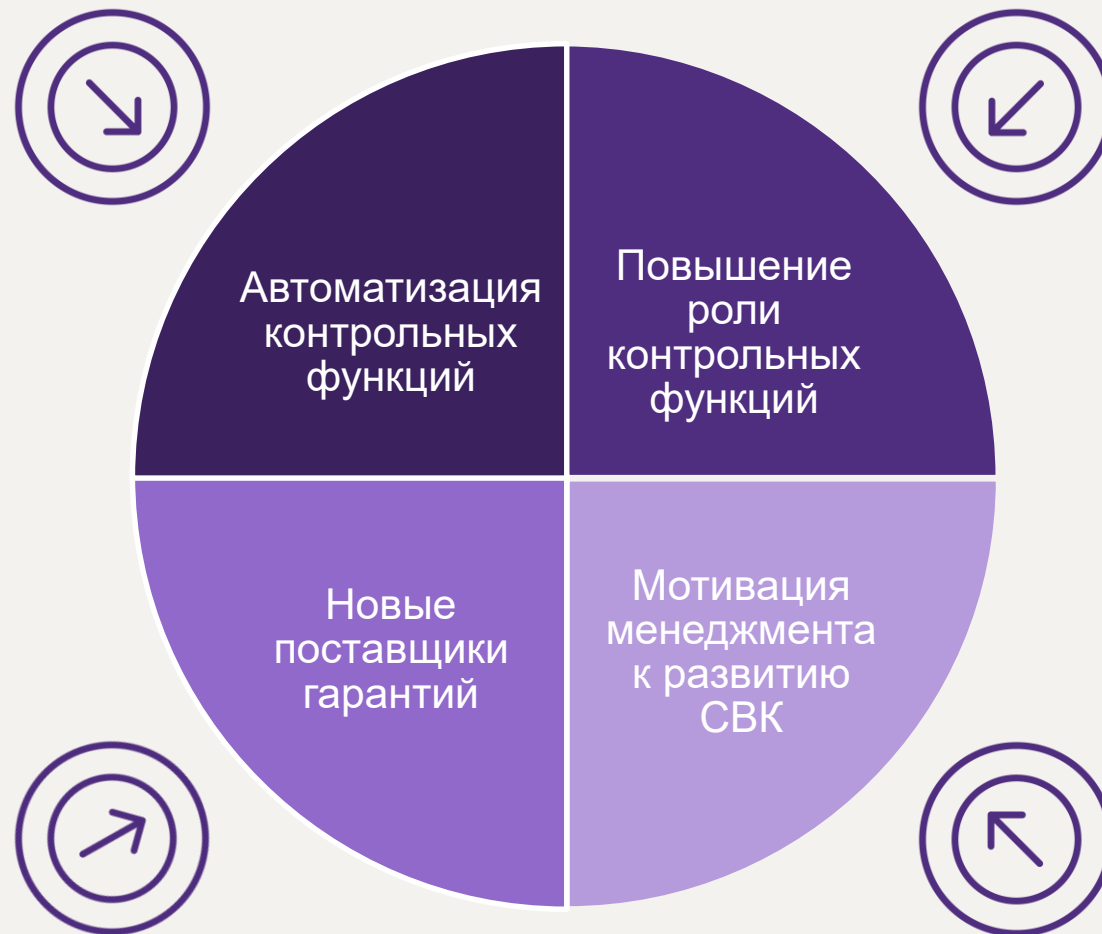 Автоматизация
контрольных
функций
Повышение
роли
контрольных
функций
Новые
поставщики
гарантий
Мотивация
менеджмента
к развитию
СВК